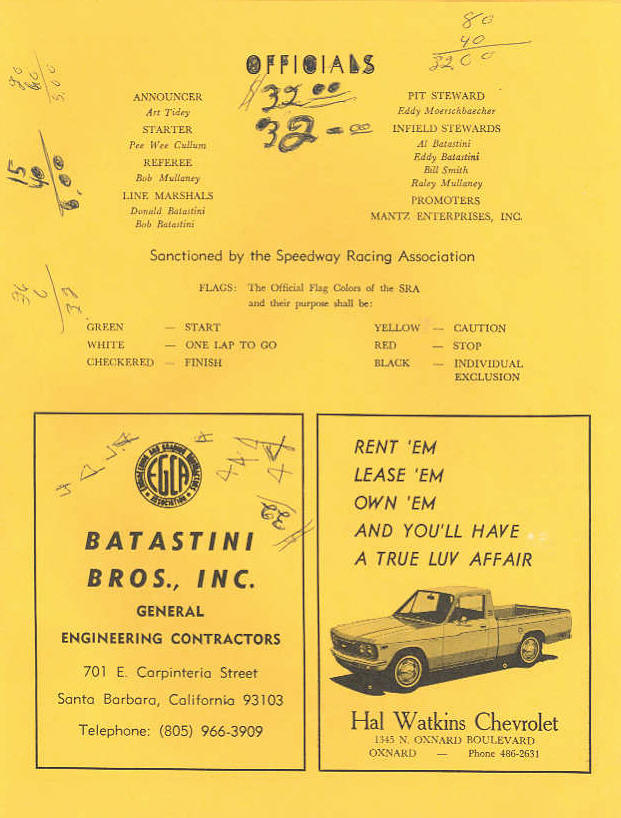 80
40
3200
OFFICIALS
$32.00
32-00
ANNOUNCER
Art Tidey
STARTER
Pee Wee Cullum
REFEREE
Bob Mullaney
LINE MARSHALS
Donald Batastini
Bob Batastini
PIT STEWARD
Eddy Moerschbaecher
INFIELD STEWARDS
Al Batastini
Eddy Batastini
Bill Smith
Raley Mullaney
PROMOTERS
MANTZ ENTERPRISES, INC.
15
40
6.00
Sanctioned by the Speedway Racing Association
FLAGS: The Official Flag Colors of the SRA
and their purpose shall be:
GREEN — START
WHITE — ONE LAP TO GO
CHECKERED — FINISH
YELLOW — CAUTION
RED — STOP
BLACK — INDIVIDUAL
EXCLUSION
EGCA
ASSOCIATION
BATASTINI
BROS., INC.
GENERAL
ENGINEERING CONTRACTORS
701 E. Carpinteria Street
Santa Barbara, California 93103
Telephone: (805) 966-3909
RENT 'EM
LEASE 'EM
OWN 'EM
AND YOU'LL HAVE
A TRUE LUV AFFAIR
Hal Watkins Chevrolet
1345 N. OXNARD BOULEVARD
OXNARD — Phone 486-2631